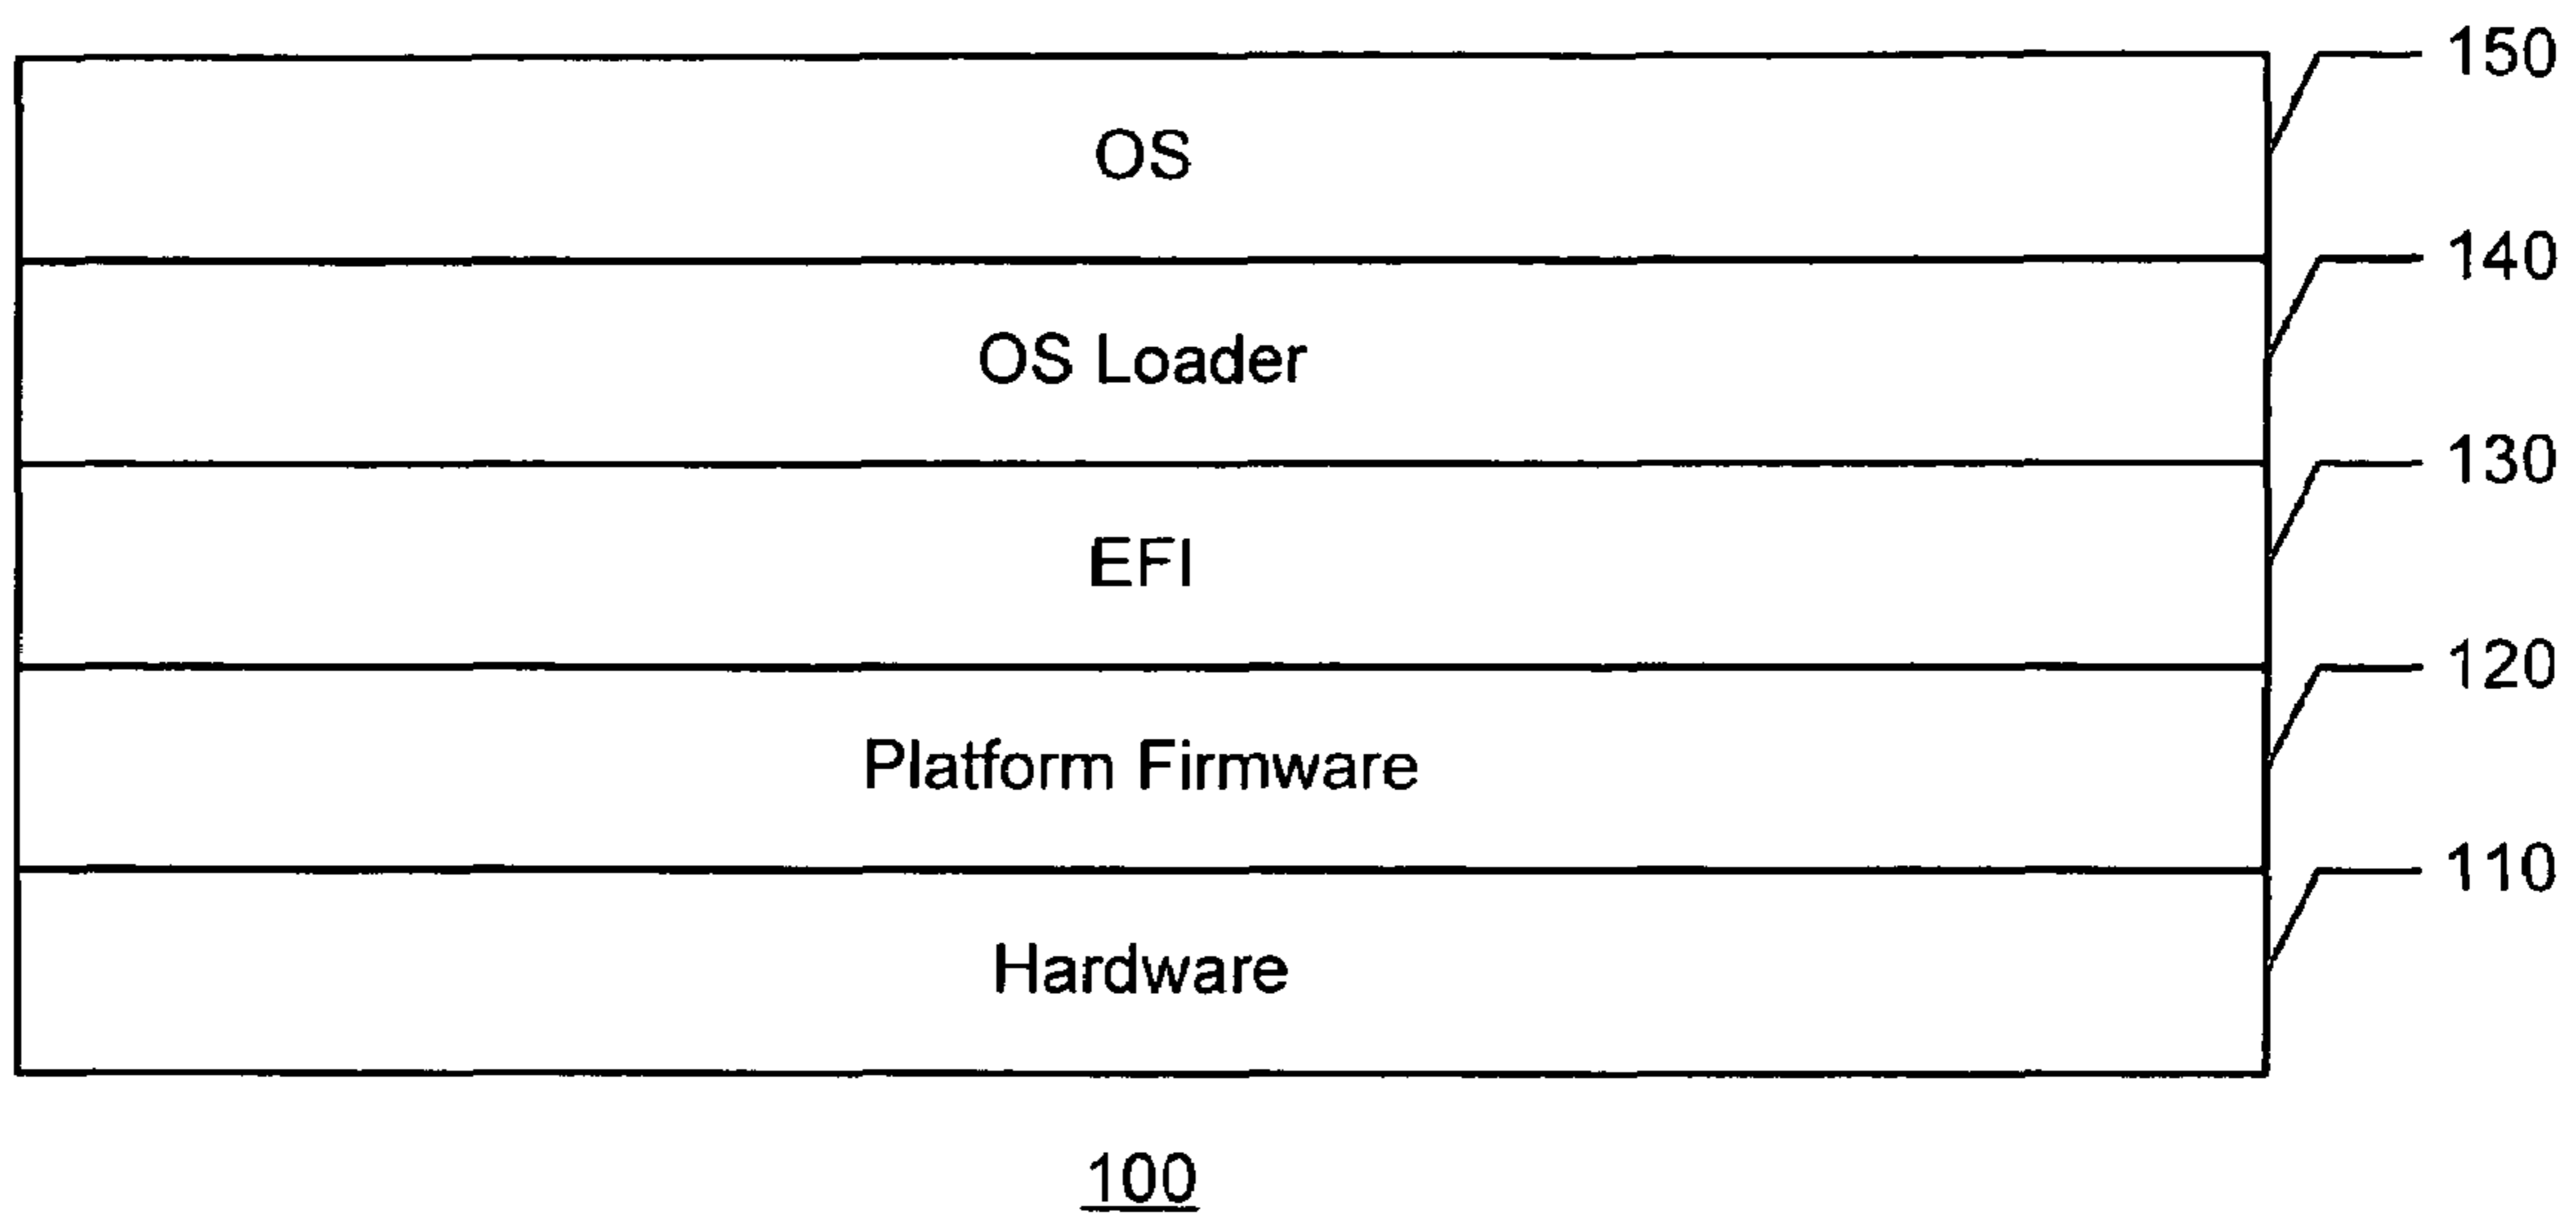 150
OS
140
OS Loader
130
EFI
120
Platform Firmware
110
Hardware
100